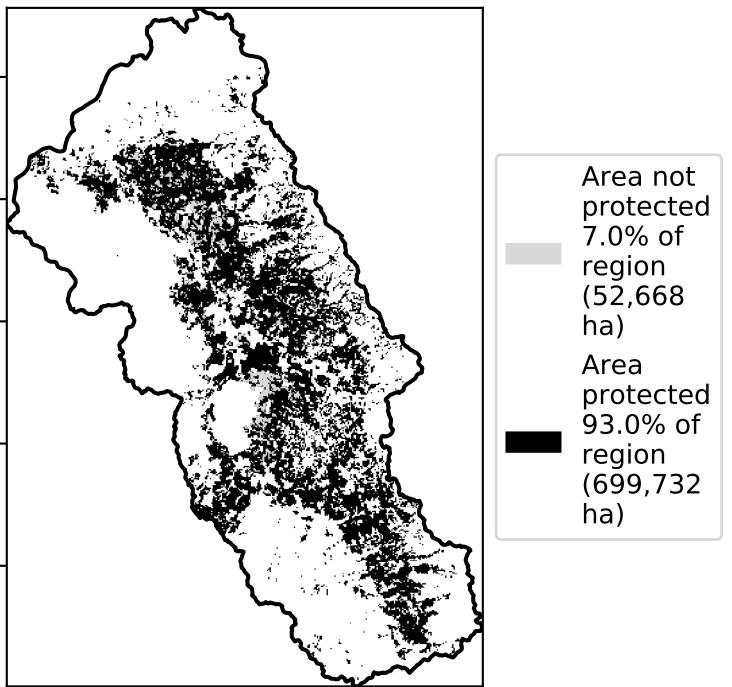 Area not
protected
7.0% of
region
(52,668
ha)
Area
protected
93.0% of
region
(699,732
ha)